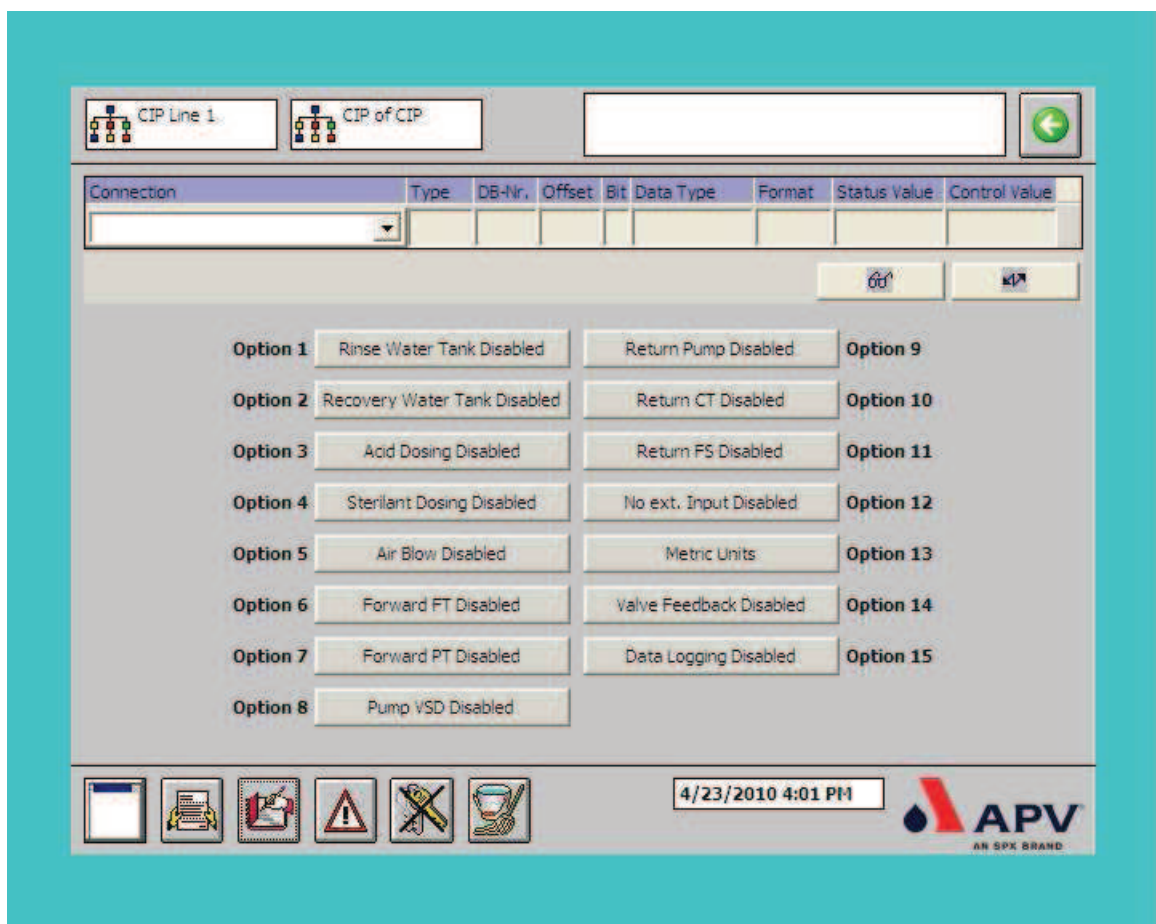 CIP Line 1
CIP of CIP
Connection Type DB-Nr. Offset Bit Data Type Format Status Value Control Value
Option 1 Rinse Water Tank Disabled Return Pump Disabled Option 9
Option 2 Recovery Water Tank Disabled Return CT Disabled Option 10
Option 3 Acid Dosing Disabled Return FS Disabled Option 11
Option 4 Sterilant Dosing Disabled No ext. Input Disabled Option 12
Option 5 Air Blow Disabled Metric Units Option 13
Option 6 Forward FT Disabled Valve Feedback Disabled Option 14
Option 7 Forward PT Disabled Data Logging Disabled Option 15
Option 8 Pump VSD Disabled
4/23/2010 4:01 PM
APV
AN SPX BRAND